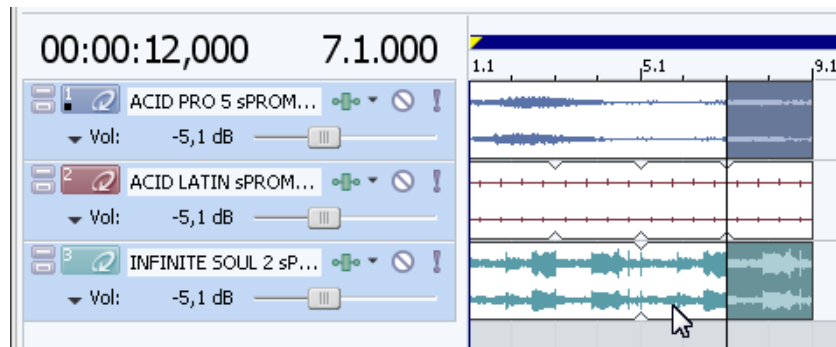 00:00:12,000 7.1.000
1.1 5.1 9.1
1 ACID PRO 5 sPROM...
Vol: -5,1 dB
2 ACID LATIN sPROM...
Vol: -5,1 dB
3 INFINITE SOUL 2 sP...
Vol: -5,1 dB